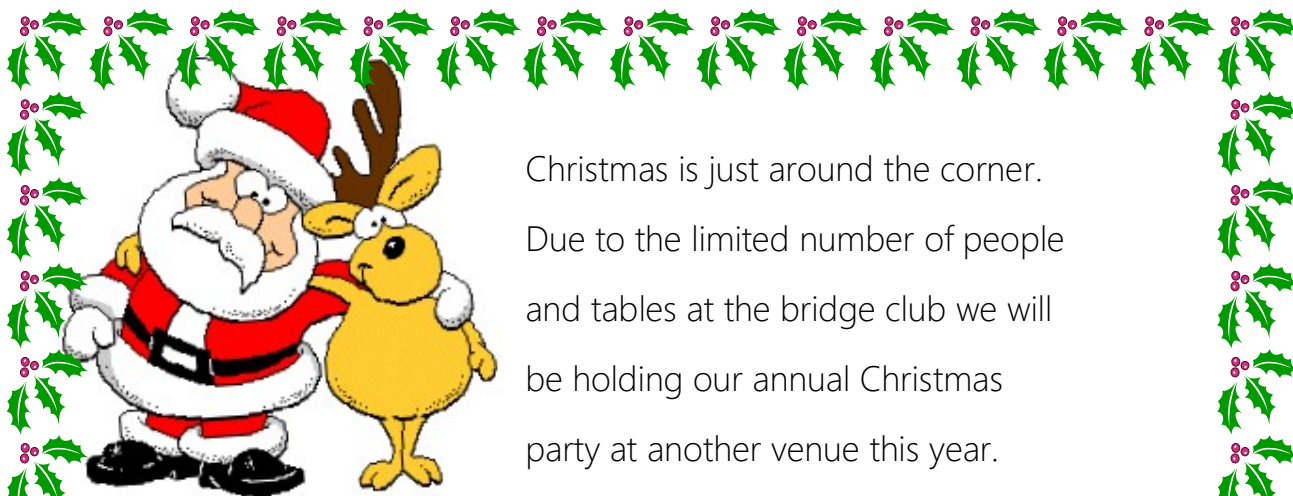 Christmas is just around the corner.
Due to the limited number of people
and tables at the bridge club we will
be holding our annual Christmas
party at another venue this year.